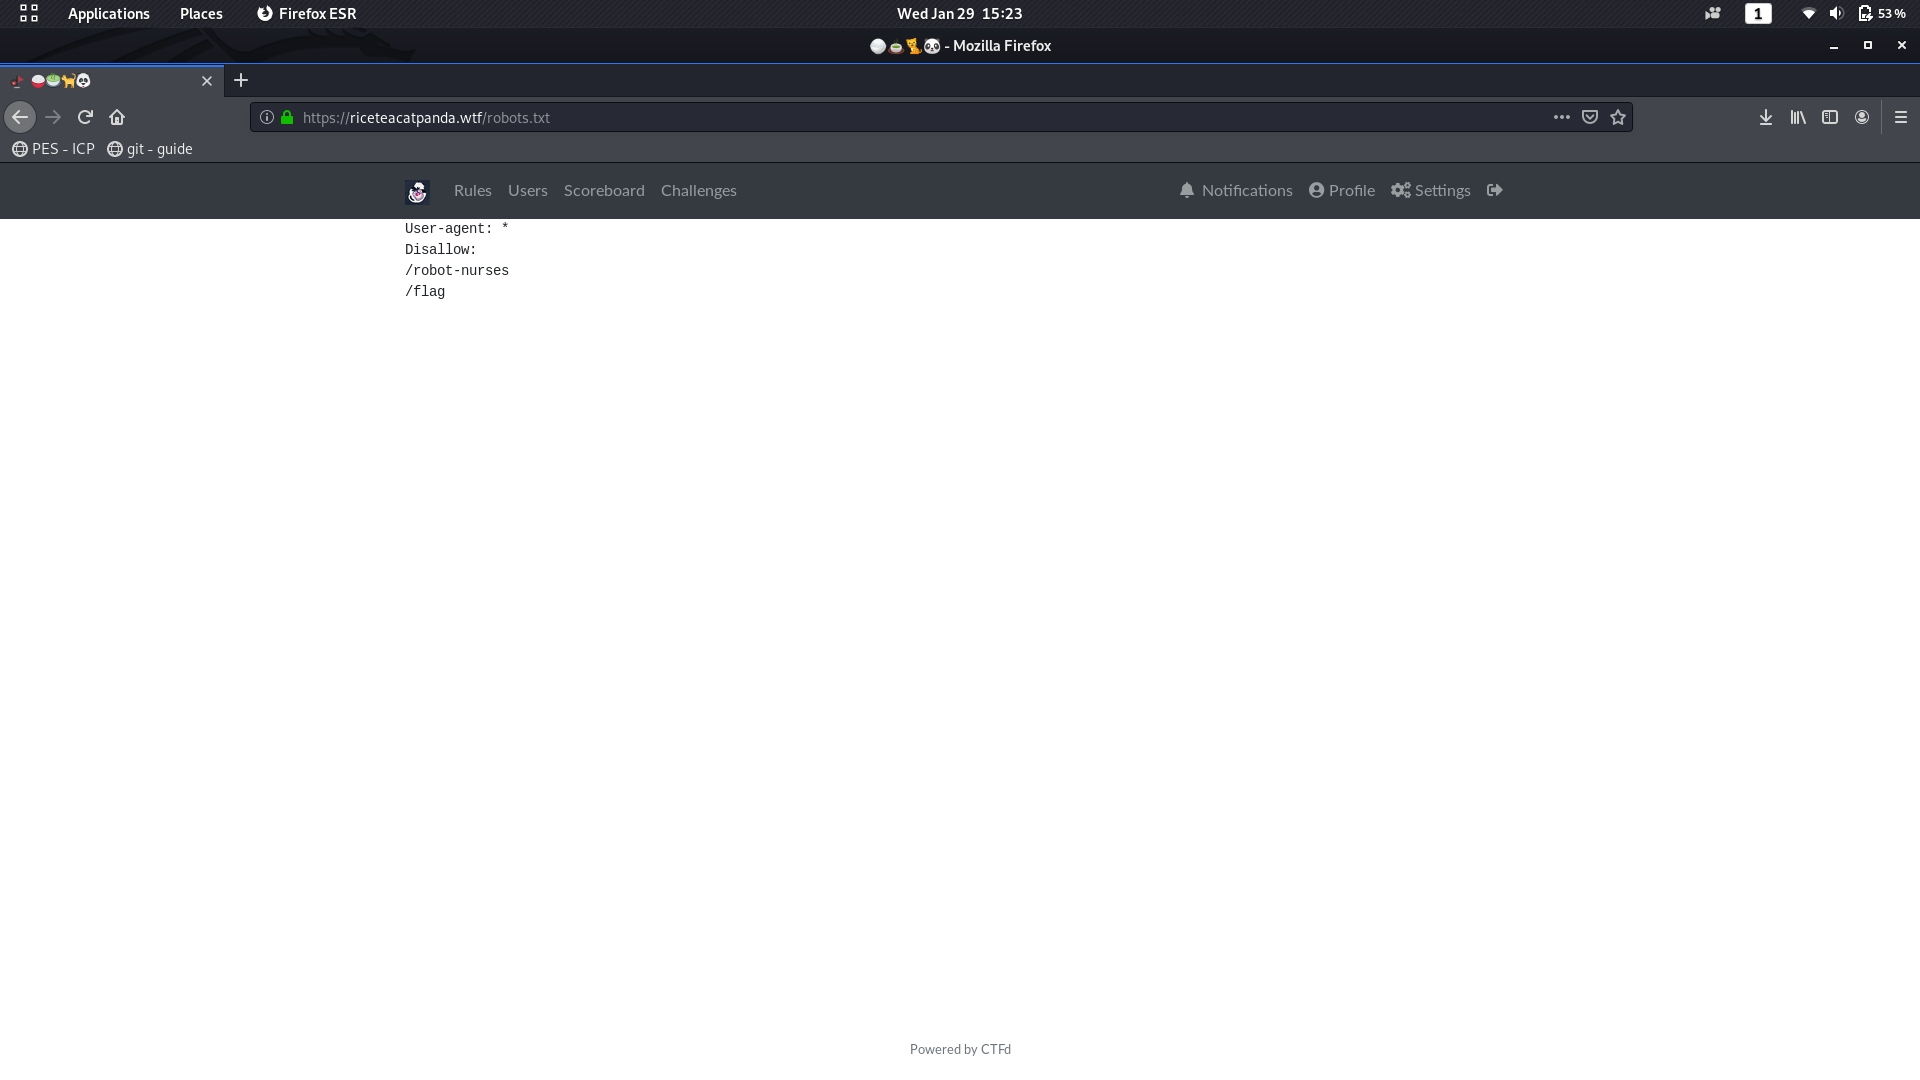 Applications Places Firefox ESR Wed Jan 29 15:23 1 53 %
- Mozilla Firefox
https://riceteacatpanda.wtf/robots.txt
PES - ICP git - guide
Rules Users Scoreboard Challenges Notifications Profile Settings
User-agent: *
Disallow:
/robot-nurses
/flag
Powered by CTFd